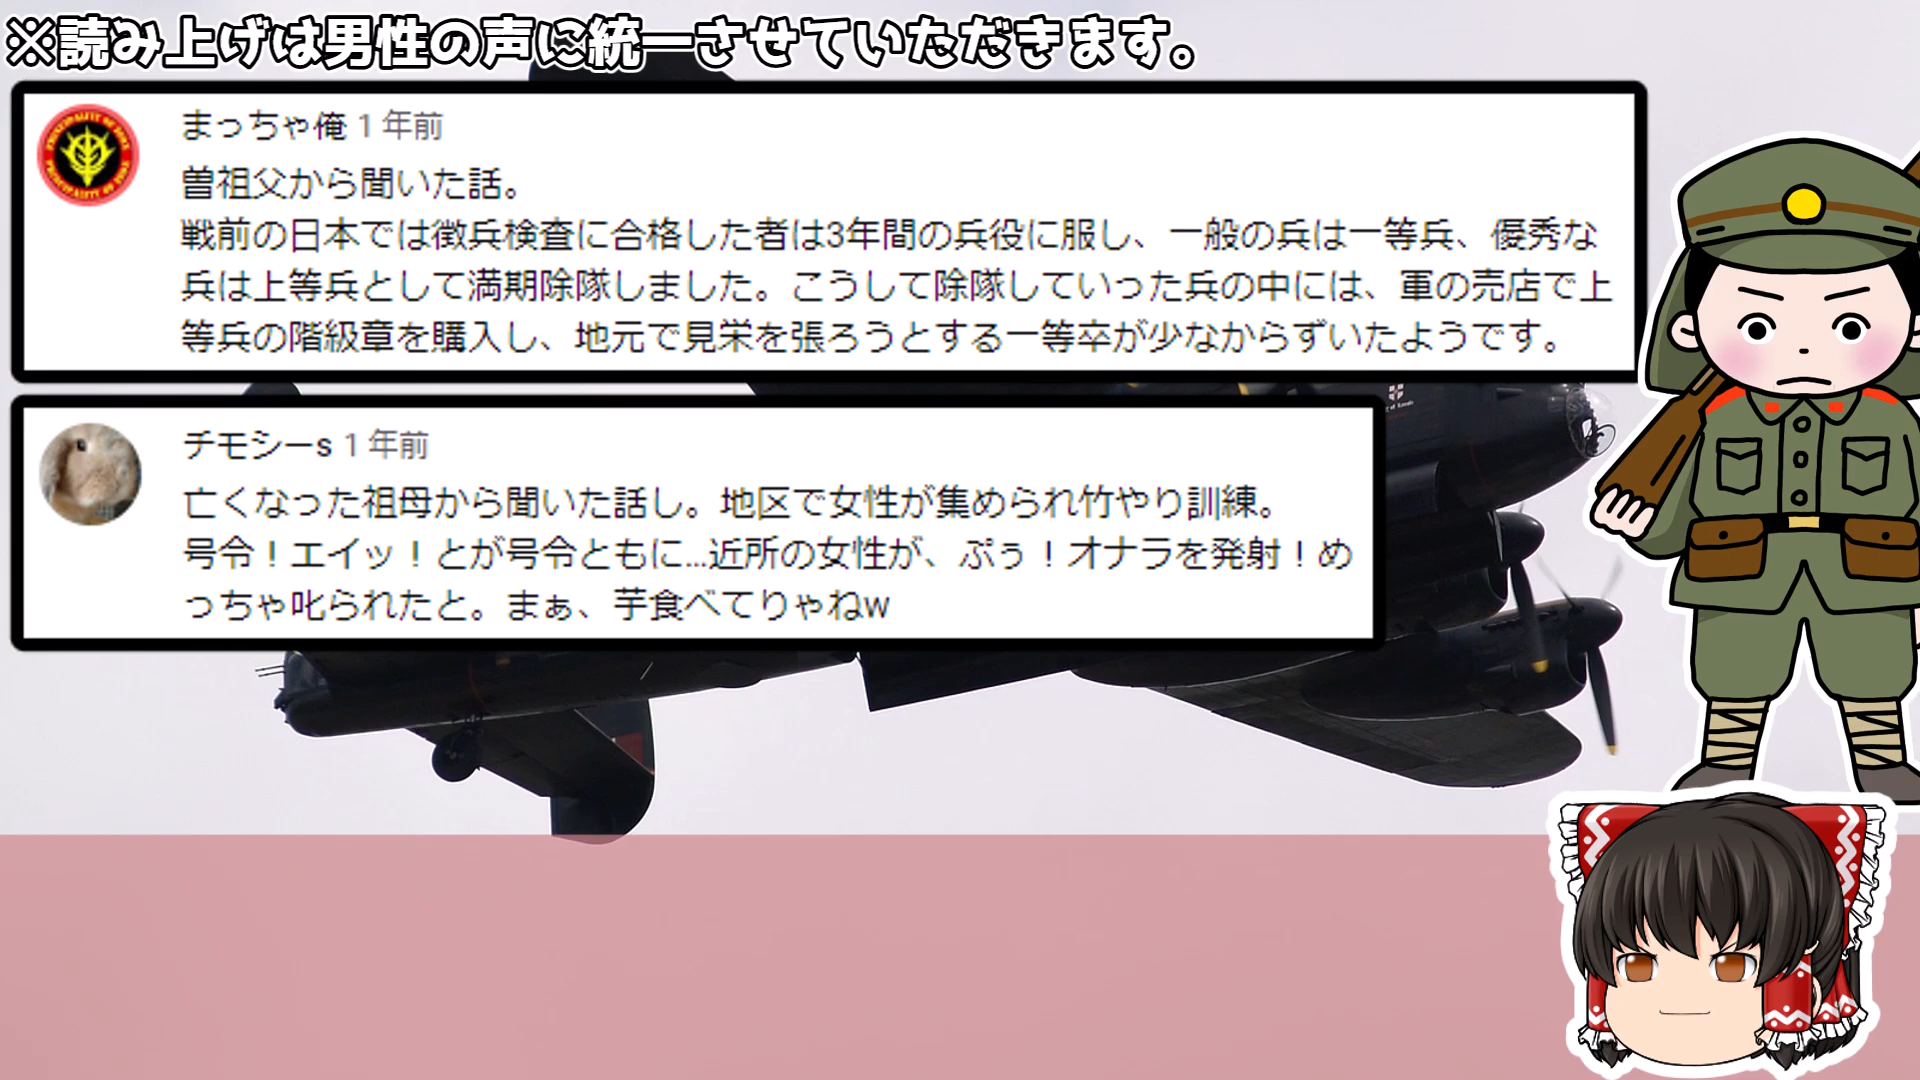 ※読み上げは男性の声に統一させていただきます。
まっちゃ俺 1 年前
曽祖父から聞いた話。
戦前の日本では徴兵検査に合格した者は3年間の兵役に服し、一般の兵は一等兵、優秀な
兵は上等兵として満期除隊しました。こうして除隊していった兵の中には、軍の売店で上
等兵の階級章を購入し、地元で見栄を張ろうとする一等卒が少なからずいたようです。
チモシーs 1 年前
亡くなった祖母から聞いた話し。地区で女性が集められ竹やり訓練。
号令！エイッ！とが号令ともに...近所の女性が、ぷぅ！オナラを発射！め
っちゃ叱られたと。まぁ、芋食べてりゃねw